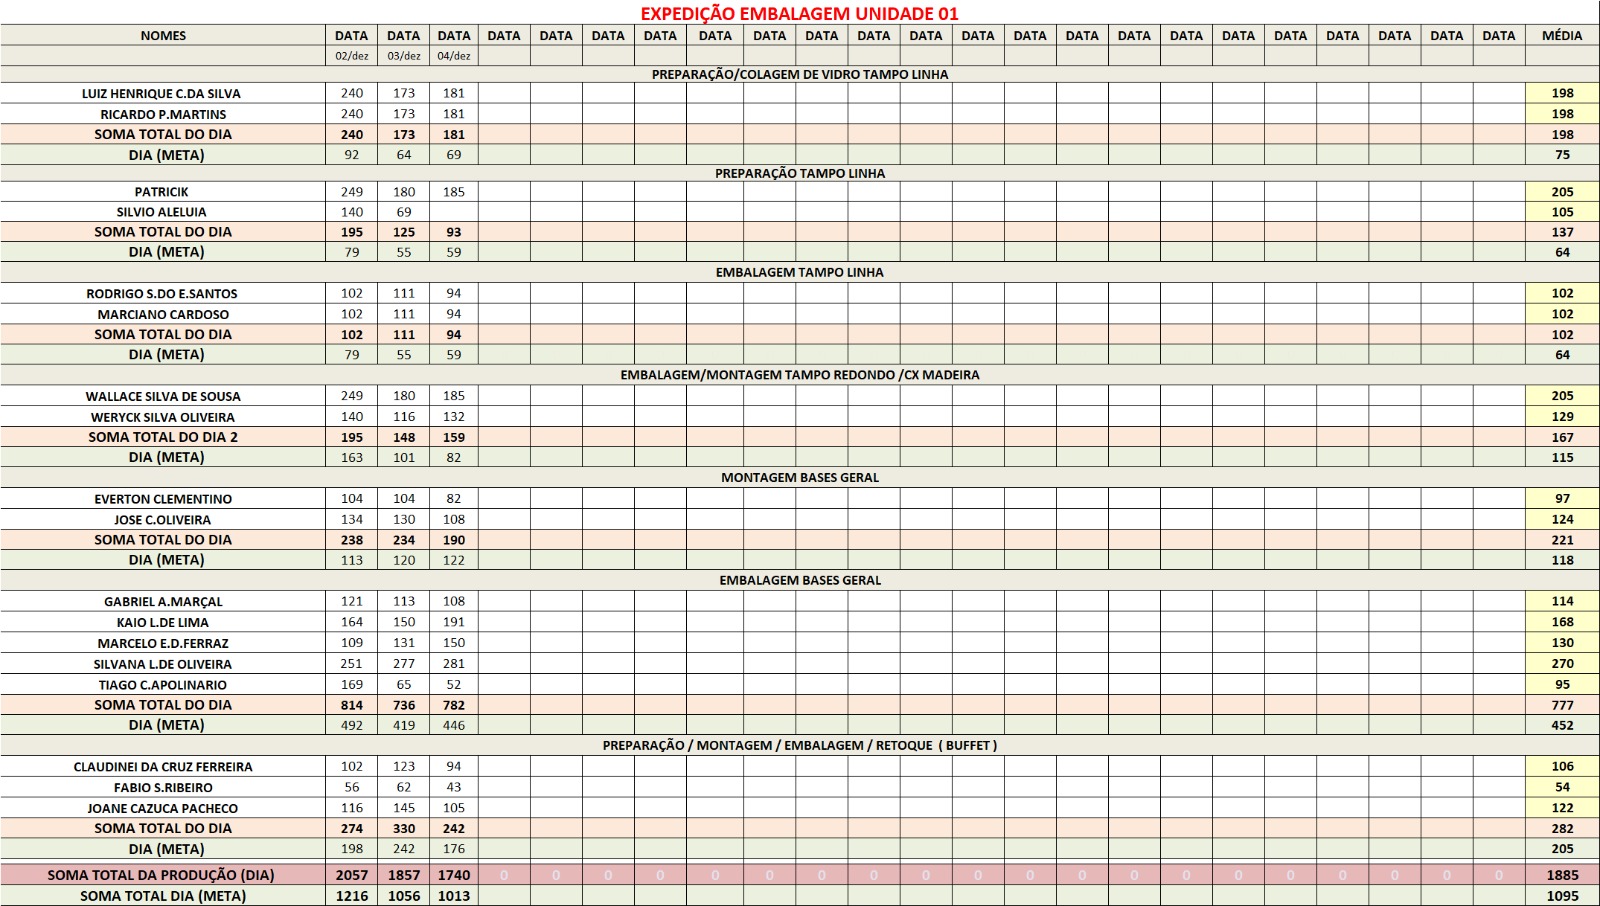 EXPEDIÇÃO EMBALAGEM UNIDADE 01
NOMES DATA DATA DATA DATA DATA DATA DATA DATA DATA DATA DATA DATA DATA DATA DATA DATA DATA DATA DATA DATA DATA DATA DATA MÉDIA
02/dez 03/dez 04/dez
PREPARAÇÃO/COLAGEM DE VIDRO TAMPO LINHA
LUIZ HENRIQUE C.DA SILVA 240 173 181 198
RICARDO P.MARTINS 240 173 181 198
SOMA TOTAL DO DIA 240 173 181 198
DIA (META) 92 64 69 75
PREPARAÇÃO TAMPO LINHA
PATRICIK 249 180 185 205
SILVIO ALELUIA 140 69 105
SOMA TOTAL DO DIA 195 125 93 137
DIA (META) 79 55 59 64
EMBALAGEM TAMPO LINHA
RODRIGO S.DO E.SANTOS 102 111 94 102
MARCIANO CARDOSO 102 111 94 102
SOMA TOTAL DO DIA 102 111 94 102
DIA (META) 79 55 59 64
EMBALAGEM/MONTAGEM TAMPO REDONDO /CX MADEIRA
WALLACE SILVA DE SOUSA 249 180 185 205
WERYCK SILVA OLIVEIRA 140 116 132 129
SOMA TOTAL DO DIA 2 195 148 159 167
DIA (META) 163 101 82 115
MONTAGEM BASES GERAL
EVERTON CLEMENTINO 104 104 82 97
JOSE C.OLIVEIRA 134 130 108 124
SOMA TOTAL DO DIA 238 234 190 221
DIA (META) 113 120 122 118
EMBALAGEM BASES GERAL
GABRIEL A.MARÇAL 121 113 108 114
KAIO L.DE LIMA 164 150 191 168
MARCELO E.D.FERRAZ 109 131 150 130
SILVANA L.DE OLIVEIRA 251 277 281 270
TIAGO C.APOLINARIO 169 65 52 95
SOMA TOTAL DO DIA 814 736 782 777
DIA (META) 492 419 446 452
PREPARAÇÃO / MONTAGEM / EMBALAGEM / RETOQUE ( BUFFET )
CLAUDINEI DA CRUZ FERREIRA 102 123 94 106
FABIO S.RIBEIRO 56 62 43 54
JOANE CAZUCA PACHECO 116 145 105 122
SOMA TOTAL DO DIA 274 330 242 282
DIA (META) 198 242 176 205
SOMA TOTAL DA PRODUÇÃO (DIA) 2057 1857 1740 0 0 0 0 0 0 0 0 0 0 0 0 0 0 0 0 0 0 0 0 1885
SOMA TOTAL DIA (META) 1216 1056 1013 1095